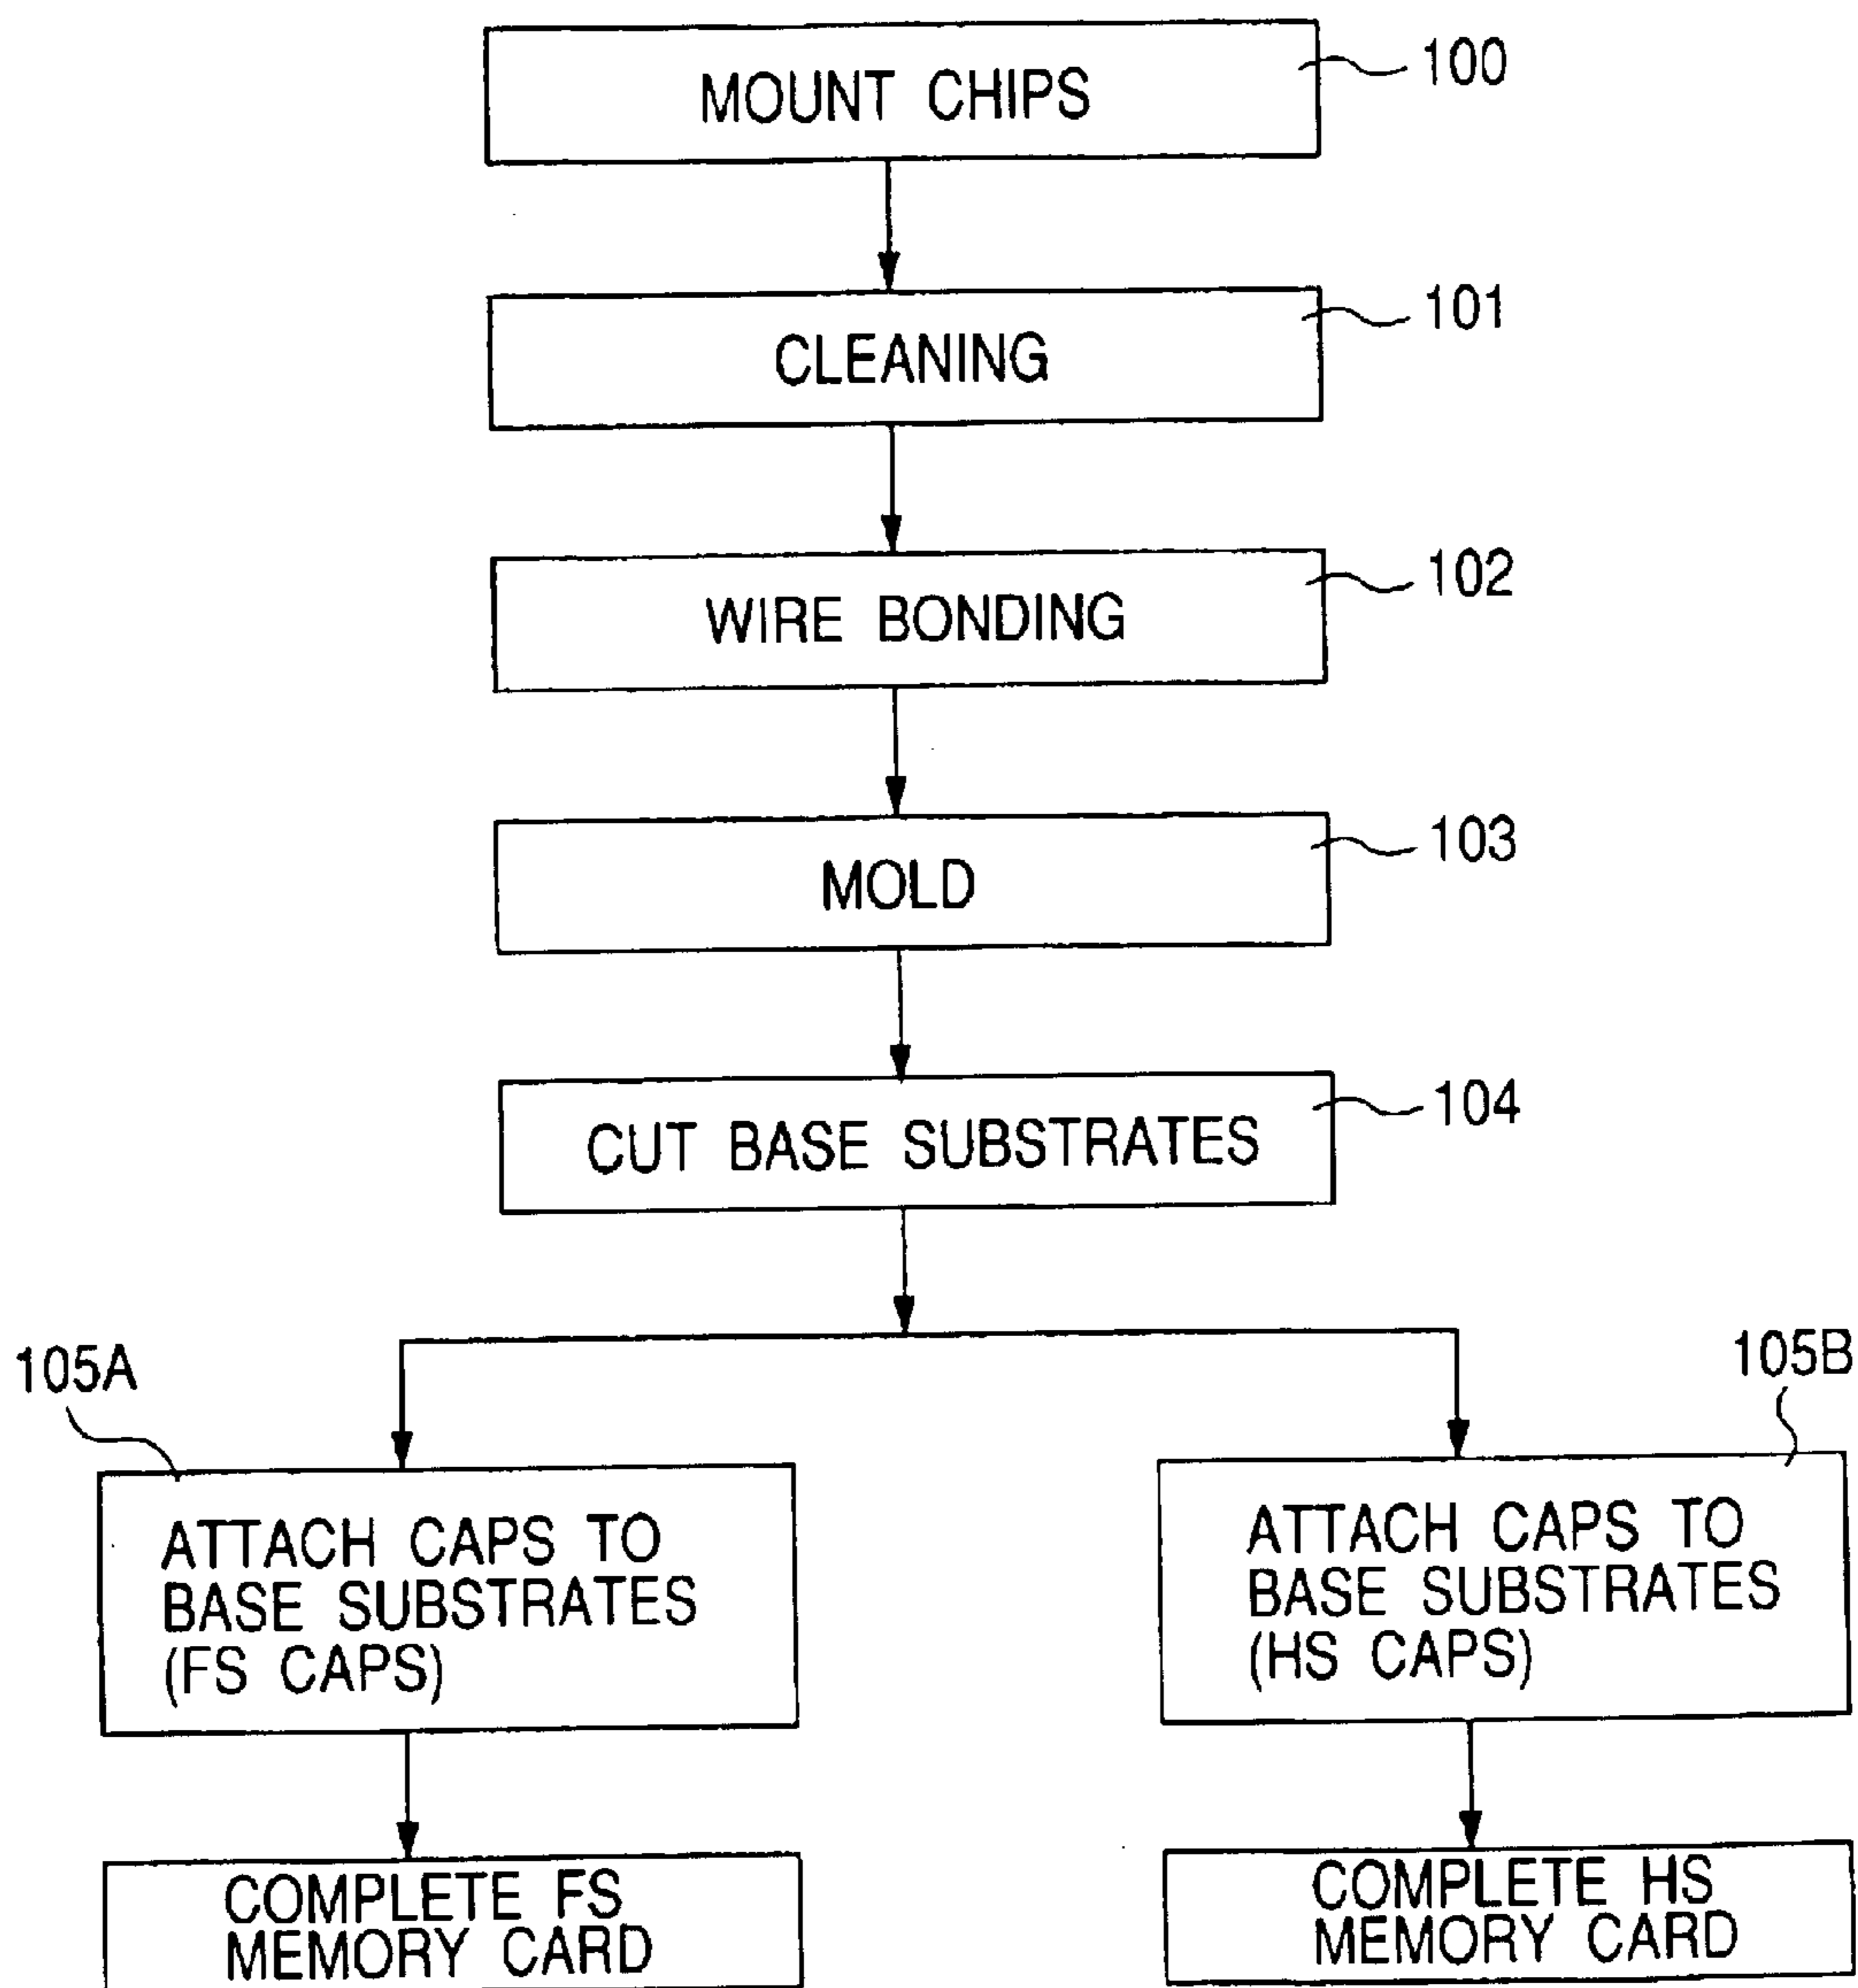 MOUNT CHIPS
100
CLEANING
101
WIRE BONDING
102
MOLD
103
CUT BASE SUBSTRATES
104
105A
ATTACH CAPS TO
BASE SUBSTRATES
(FS CAPS)
105B
ATTACH CAPS TO
BASE SUBSTRATES
(HS CAPS)
COMPLETE FS
MEMORY CARD
COMPLETE HS
MEMORY CARD